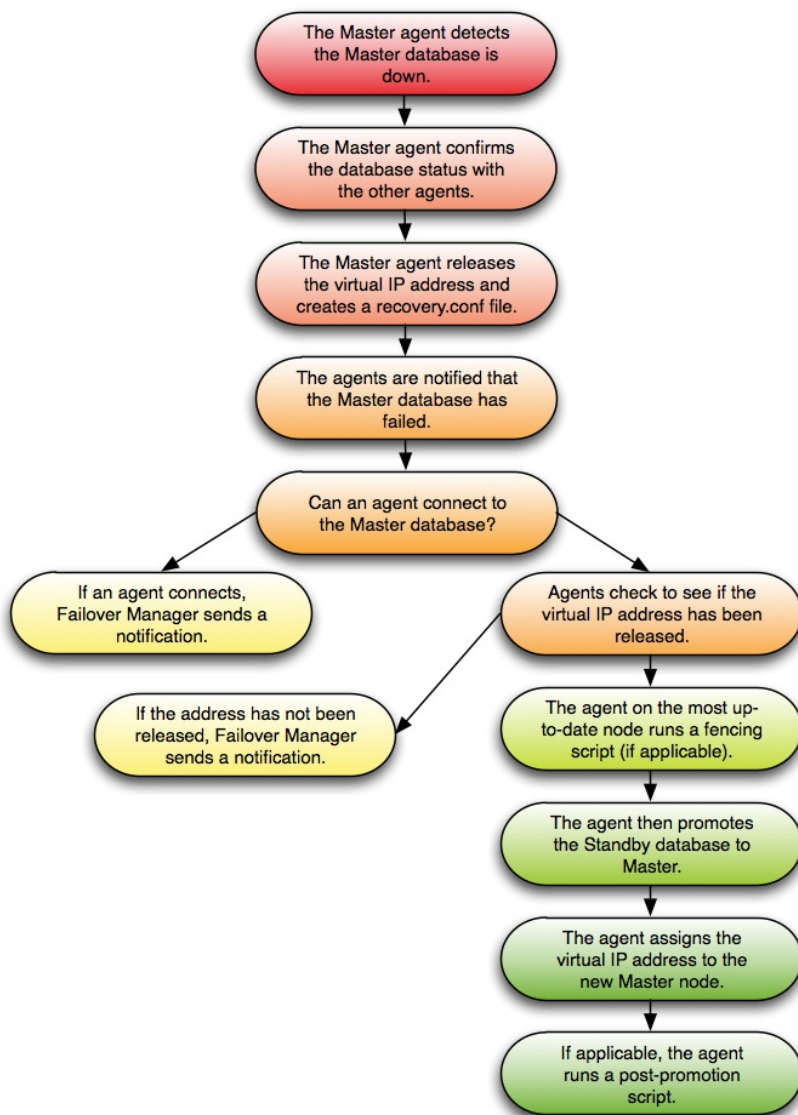 The Master agent detects
the Master database is
down.
The Master agent confirms
the database status with
the other agents.
The Master agent releases
the virtual IP address and
creates a recovery.conf file.
The agents are notified that
the Master database has
failed.
Can an agent connect to
the Master database?
If an agent connects,
Failover Manager sends a
notification.
Agents check to see if the
virtual IP address has been
released.
If the address has not been
released, Failover Manager
sends a notification.
The agent on the most up-
to-date node runs a fencing
script (if applicable).
The agent then promotes
the Standby database to
Master.
The agent assigns the
virtual IP address to the
new Master node.
If applicable, the agent
runs a post-promotion
script.